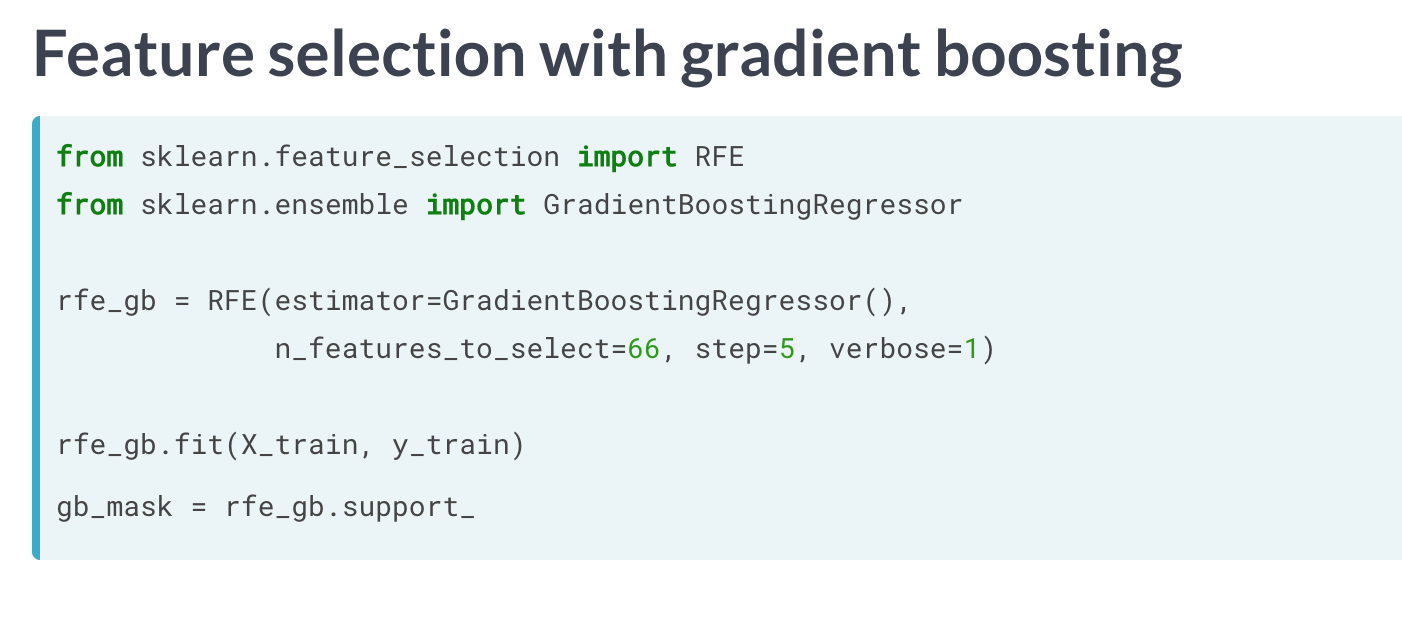 Feature selection with gradient boosting
from sklearn.feature_selection import RFE
from sklearn.ensemble import GradientBoostingRegressor
rfe_gb = RFE(estimator=GradientBoostingRegressor(),
n_features_to_select=66, step=5, verbose=1)
rfe_gb.fit(X_train, y_train)
gb_mask = rfe_gb.support_